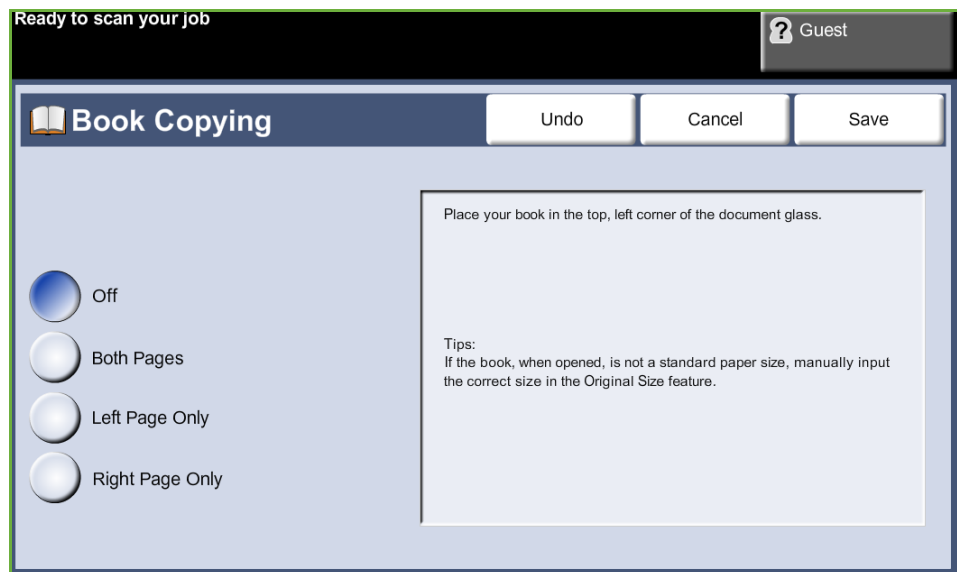 Ready to scan your job
Guest
Book Copying
Undo
Cancel
Save
Place your book in the top, left corner of the document glass.
Off
Both Pages
Left Page Only
Right Page Only
Tips:
If the book, when opened, is not a standard paper size, manually input
the correct size in the Original Size feature.